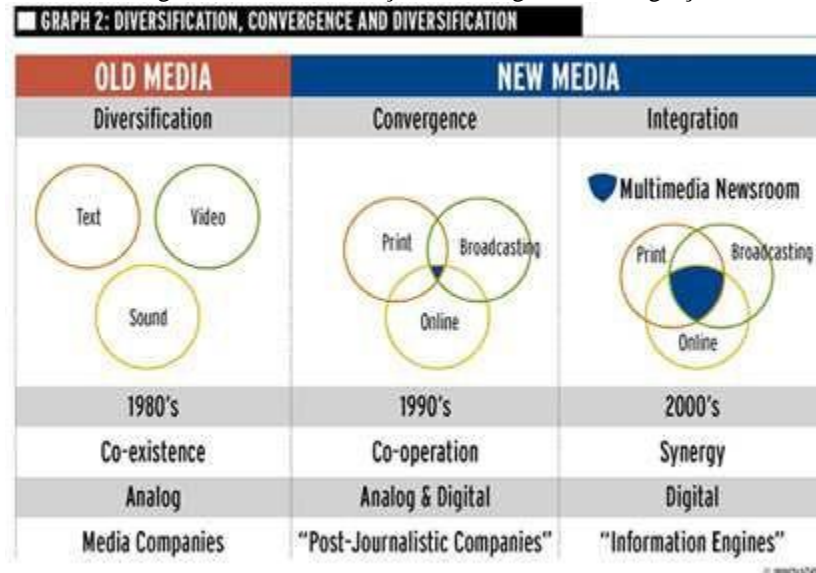 GRAPH 2: DIVERSIFICATION, CONVERGENCE AND DIVERSIFICATION
OLD MEDIA
NEW MEDIA
Diversification
Convergence
Integration
Multimedia Newsroom
Text
Video
Sound
Print
Broadcasting
Online
Print
Broadcasting
Online
1980's
1990's
2000's
Co-existence
Co-operation
Synergy
Analog
Analog & Digital
Digital
Media Companies
"Post-Journalistic Companies"
"Information Engines"